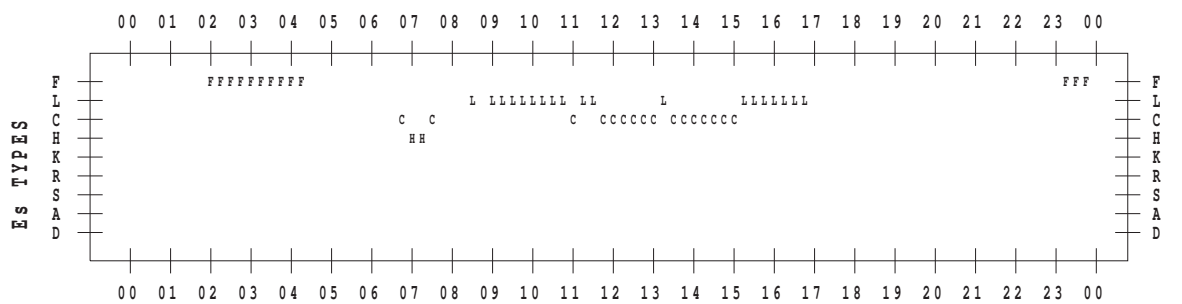 00 01 02 03 04 05 06 07 08 09 10 11 12 13 14 15 16 17 18 19 20 21 22 23 00
F FFFFFFFFFF FFF F
L L LLLLLLLL LL L LLLLLLL L
C C C C CCCCCC CCCCCCC C
H HH H
K K
R R
S S
A A
D D
Es TYPES
00 01 02 03 04 05 06 07 08 09 10 11 12 13 14 15 16 17 18 19 20 21 22 23 00